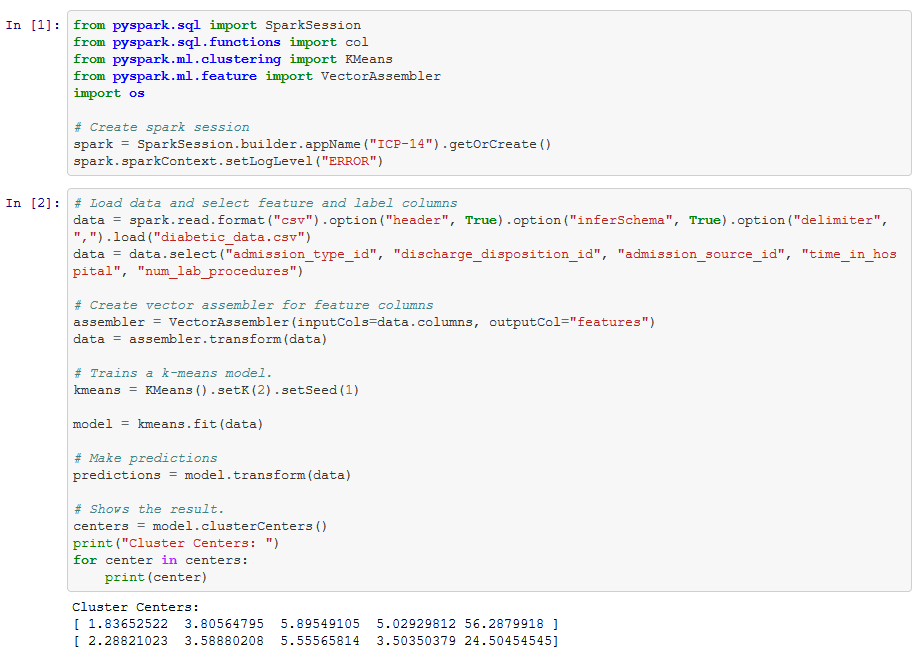 In [1]: from pyspark.sql import SparkSession
from pyspark.sql.functions import col
from pyspark.ml.clustering import KMeans
from pyspark.ml.feature import VectorAssembler
import os

# Create spark session
spark = SparkSession.builder.appName("ICP-14").getOrCreate()
spark.sparkContext.setLogLevel("ERROR")

In [2]: # Load data and select feature and label columns
data = spark.read.format("csv").option("header", True).option("inferSchema", True).option("delimiter",
",").load("diabetic_data.csv")
data = data.select("admission_type_id", "discharge_disposition_id", "admission_source_id", "time_in_hos
pital", "num_lab_procedures")

# Create vector assembler for feature columns
assembler = VectorAssembler(inputCols=data.columns, outputCol="features")
data = assembler.transform(data)

# Trains a k-means model.
kmeans = KMeans().setK(2).setSeed(1)

model = kmeans.fit(data)

# Make predictions
predictions = model.transform(data)

# Shows the result.
centers = model.clusterCenters()
print("Cluster Centers: ")
for center in centers:
    print(center)

Cluster Centers:
[ 1.83652522  3.80564795  5.89549105  5.02929812 56.2879918 ]
[ 2.28821023  3.58880208  5.55565814  3.50350379 24.50454545]